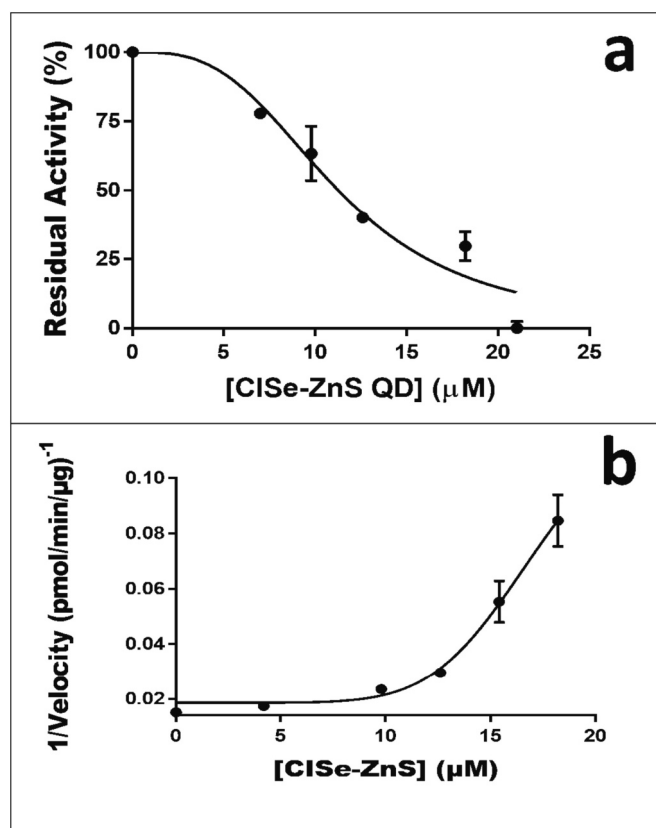 a
100
75
50
25
0
Residual Activity (%)
0 5 10 15 20 25
[CISe-ZnS QD] (μM)
b
0.10
0.08
0.06
0.04
0.02
1/Velocity (pmol/min/μg)⁻¹
0 5 10 15 20
[CISe-ZnS] (μM)